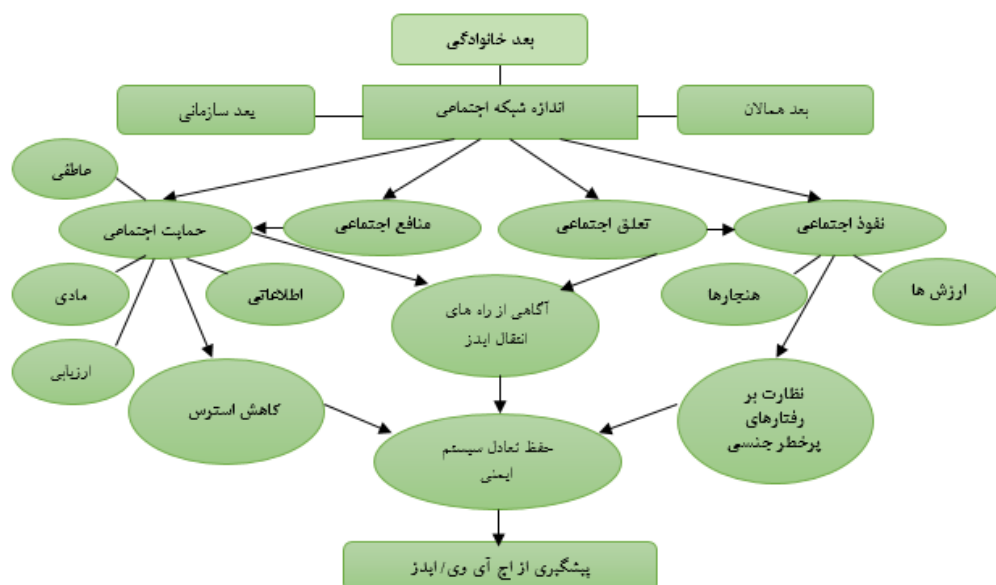 بعد خانوادگی
بعد همالان
اندازه شبکه اجتماعی
یعد سازمانی
عاطفی
نفوذ اجتماعی
تعلق اجتماعی
منافع اجتماعی
حمایت اجتماعی
ارزش ها
هنجارها
اطلاعاتی
مادی
آگاهی از راه های
انتقال ایدز
ارزیابی
نظارت بر
رفتارهای
پرخطر جنسی
کاهش استرس
حفظ تعادل سیستم
ایمنی
پیشگیری از اچ آی وی/ ایدز